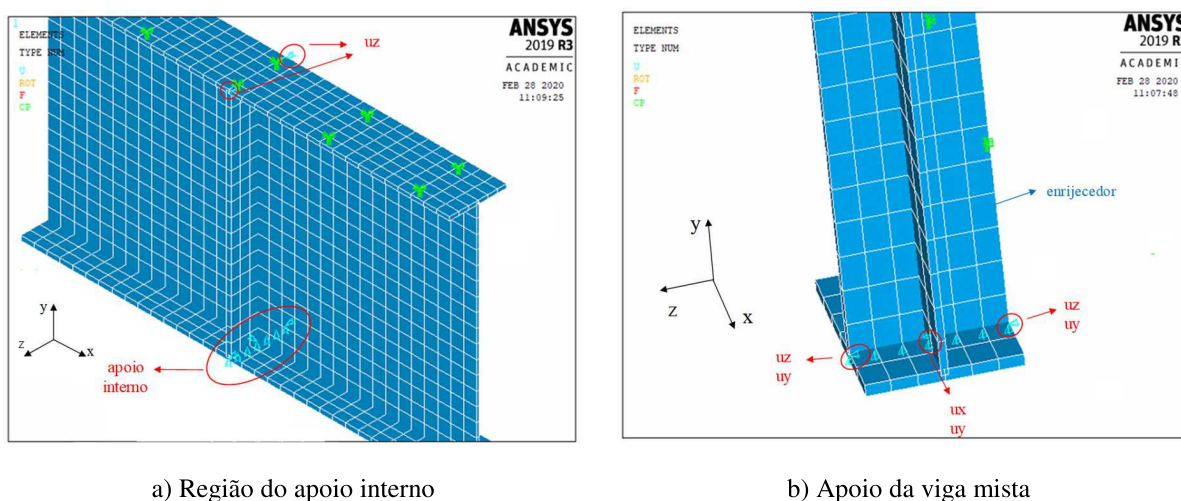 1
ELEMENTS
TYPE NUM
U
ROT
F
CP
ANSYS
2019 R3
ACADEMIC
FEB 28 2020
11:09:25
uz
y
z
x
apoio
interno
a) Região do apoio interno
ELEMENTS
TYPE NUM
U
ROT
F
CP
ANSYS
2019 R3
ACADEMIC
FEB 28 2020
11:07:48
enrijecedor
y
z
x
uz
uy
uz
uy
ux
uy
b) Apoio da viga mista